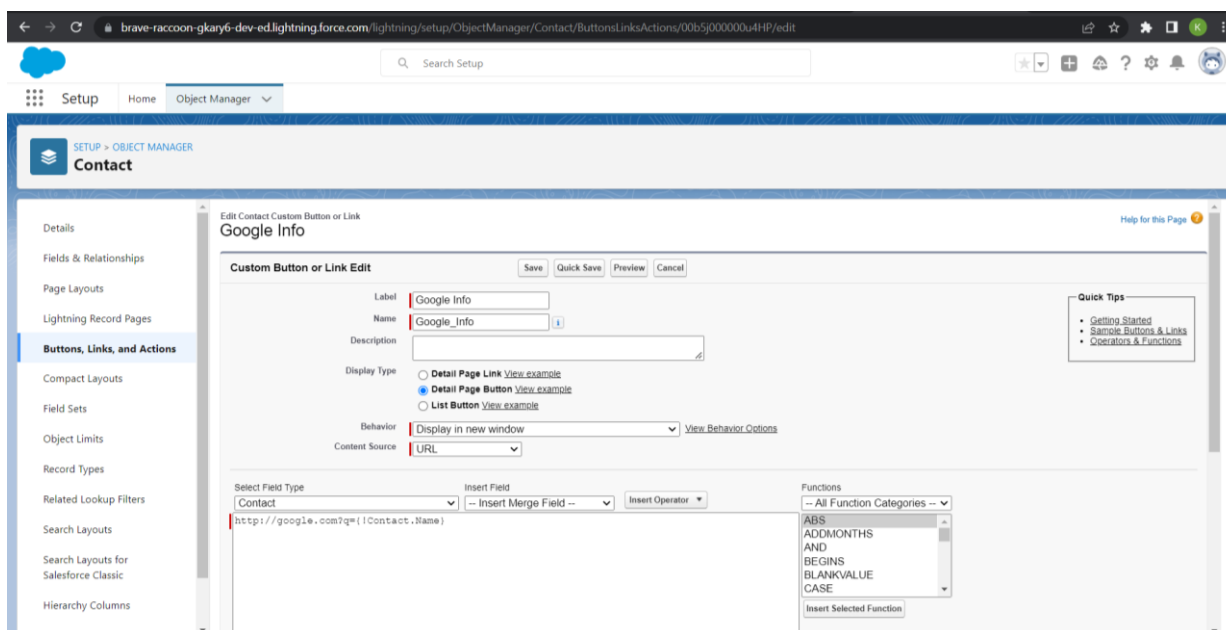 brave-raccoon-gkary6-dev-ed.lightning.force.com/lightning/setup/ObjectManager/Contact/ButtonsLinksActions/00b5j000000u4HP/edit
K
Search Setup
Setup Home Object Manager
SETUP > OBJECT MANAGER
Contact
Details
Fields & Relationships
Page Layouts
Lightning Record Pages
Buttons, Links, and Actions
Compact Layouts
Field Sets
Object Limits
Record Types
Related Lookup Filters
Search Layouts
Search Layouts for
Salesforce Classic
Hierarchy Columns
Edit Contact Custom Button or Link
Google Info
Help for this Page
Custom Button or Link Edit Save Quick Save Preview Cancel
Label Google Info
Name Google_Info i
Description
Display Type Detail Page Link View example
Detail Page Button View example
List Button View example
Behavior Display in new window View Behavior Options
Content Source URL
Quick Tips
Getting Started
Sample Buttons & Links
Operators & Functions
Select Field Type Insert Field Functions
Contact -- Insert Merge Field -- Insert Operator -- All Function Categories --
http://google.com?q={!Contact.Name}
ABS
ADDMONTHS
AND
BEGINS
BLANKVALUE
CASE
Insert Selected Function